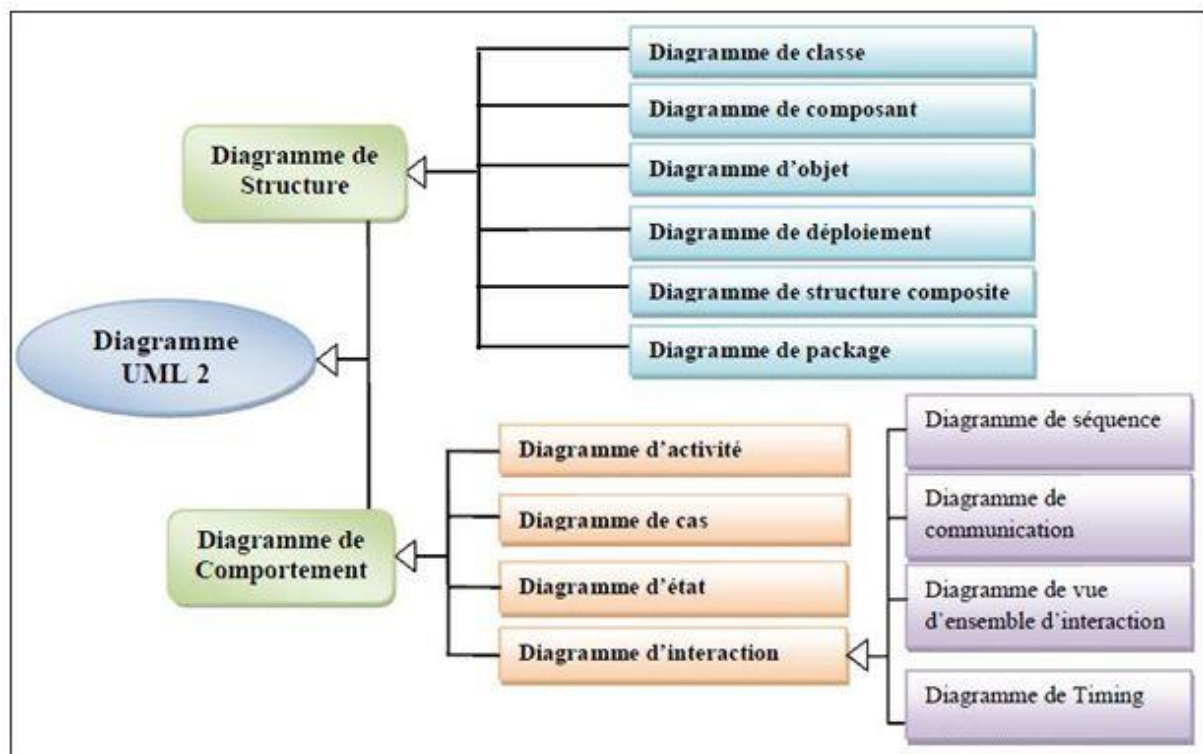 Diagramme de classe
Diagramme de composant
Diagramme de
Structure
Diagramme d’objet
Diagramme de déploiement
Diagramme de structure composite
Diagramme
UML 2
Diagramme de package
Diagramme d’activité
Diagramme de cas
Diagramme de
Comportement
Diagramme d’état
Diagramme d’interaction
Diagramme de séquence
Diagramme de
communication
Diagramme de vue
d’ensemble d’interaction
Diagramme de Timing